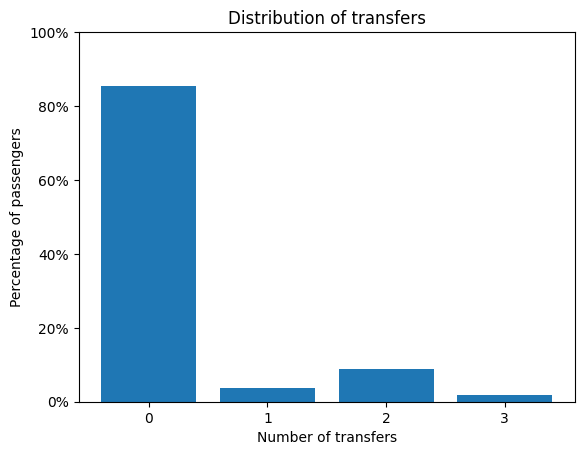 Distribution of transfers
100%
80%
60%
40%
20%
0%
Percentage of passengers
0 1 2 3
Number of transfers